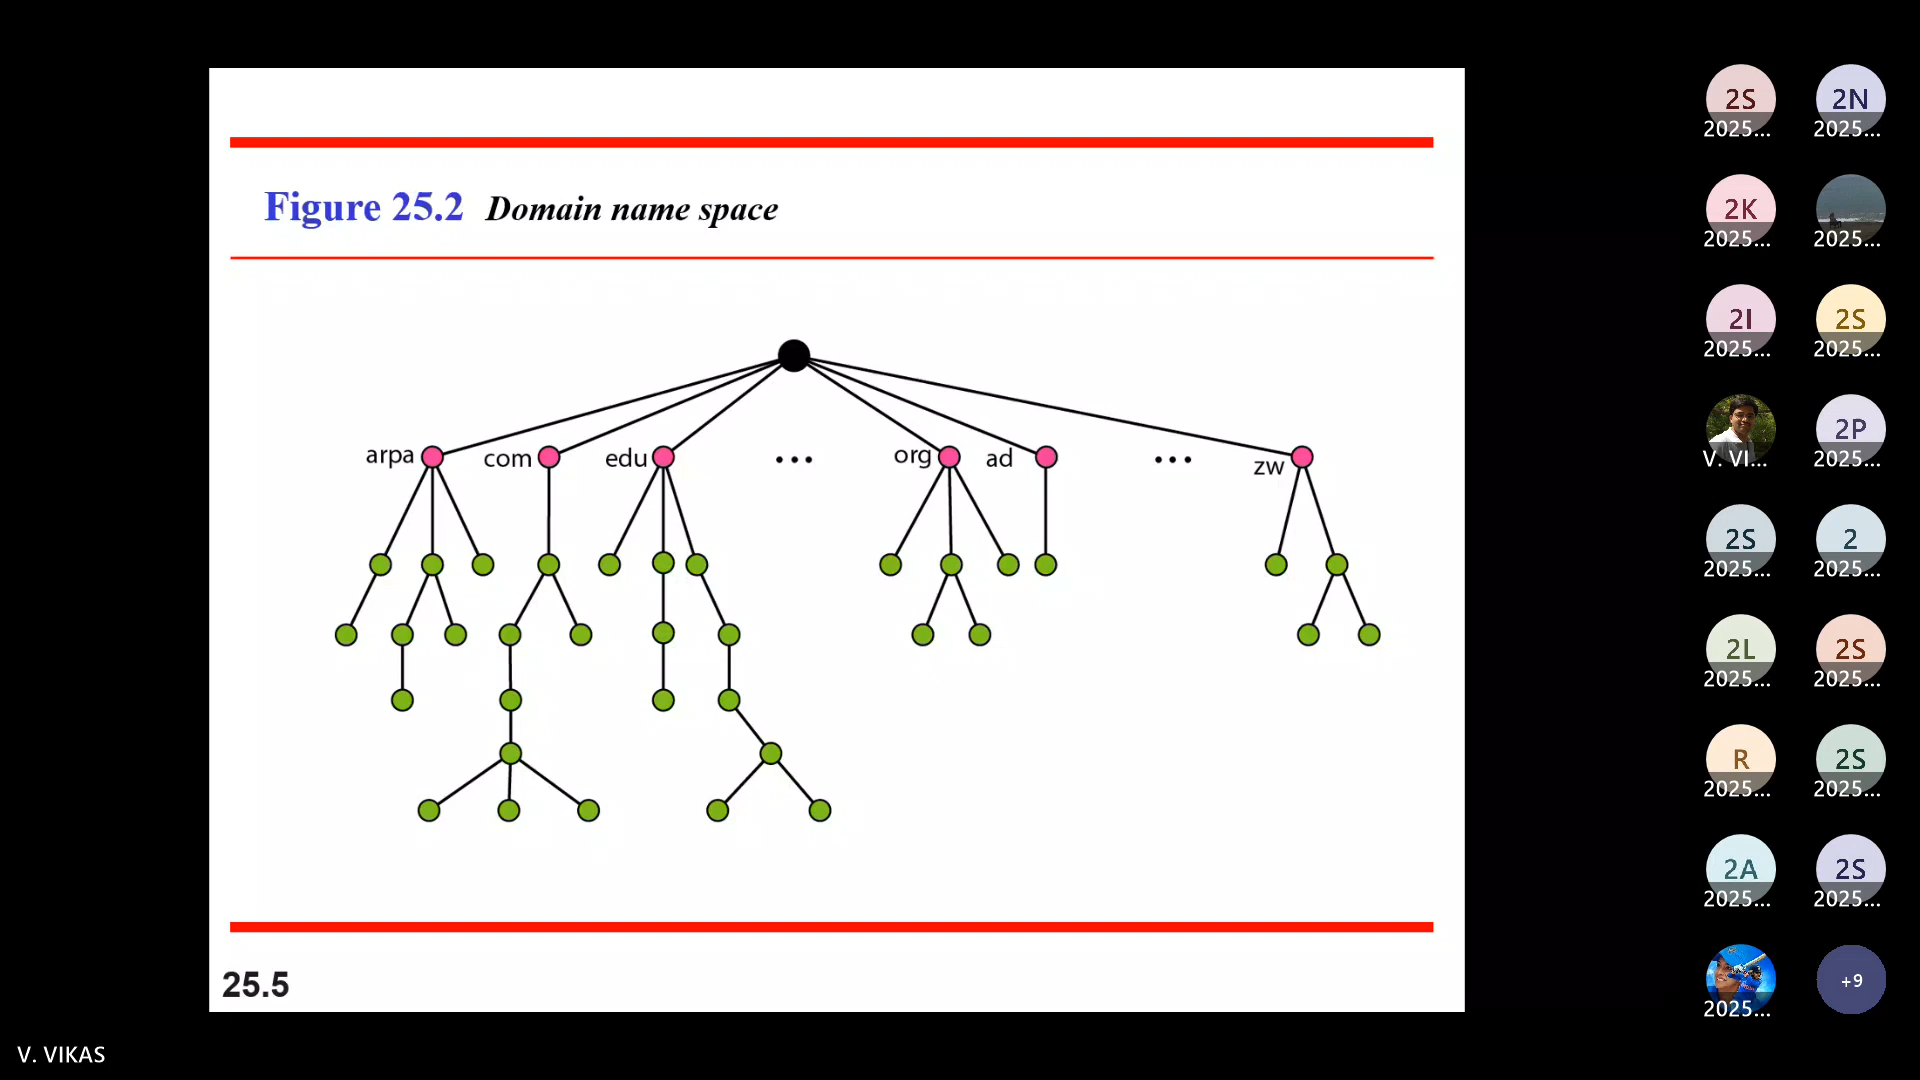 Figure 25.2 Domain name space
arpa com edu ... org ad ... zw
25.5
V. VIKAS
2S 2N
2025... 2025...
2K
2025... 2025...
2I 2S
2025... 2025...
2P
V. VI... 2025...
2S 2
2025... 2025...
2L 2S
2025... 2025...
R 2S
2025... 2025...
2A 2S
2025... 2025...
+9
2025...